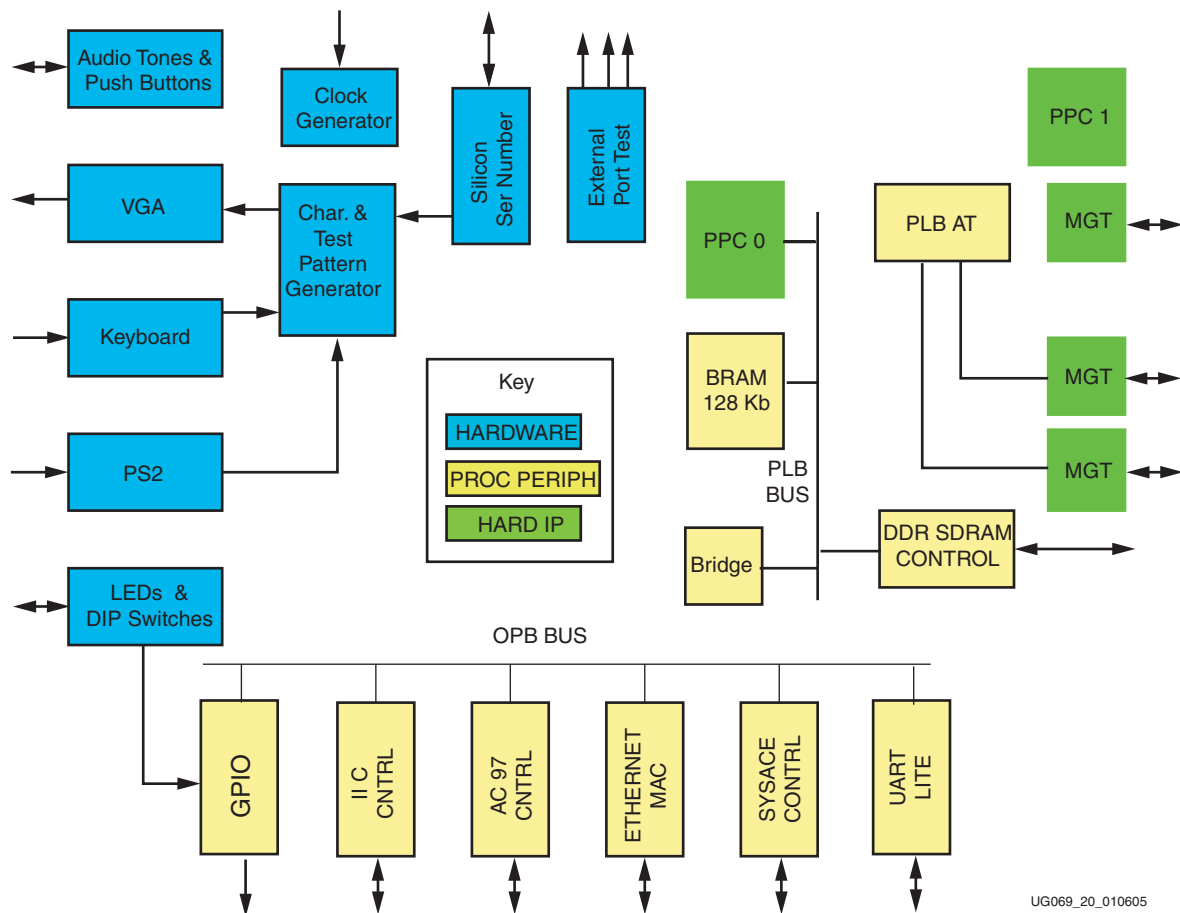 Audio Tones &
Push Buttons
Clock
Generator
Silicon
Ser Number
External
Port Test
PPC 1
VGA
Char. &
Test
Pattern
Generator
PPC 0
PLB AT
MGT
Keyboard
Key
HARDWARE
PROC PERIPH
HARD IP
BRAM
128 Kb
MGT
PS2
PLB
BUS
MGT
Bridge
DDR SDRAM
CONTROL
LEDs &
DIP Switches
OPB BUS
GPIO
II C
CNTRL
AC 97
CNTRL
ETHERNET
MAC
SYSACE
CONTRL
UART
LITE
UG069_20_010605